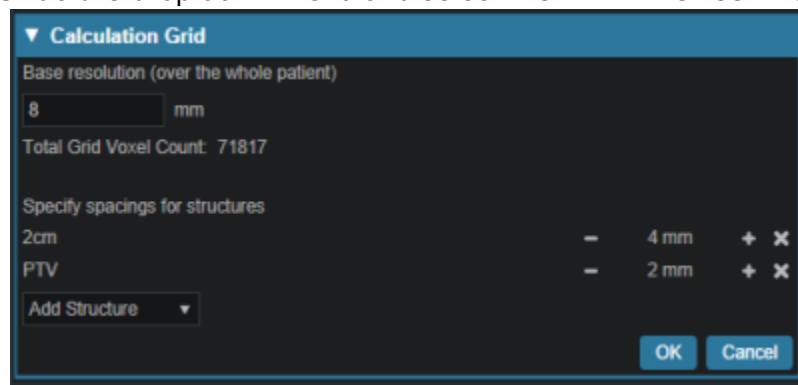 ▼ Calculation Grid
Base resolution (over the whole patient)
8 mm
Total Grid Voxel Count: 71817
Specify spacings for structures
2cm − 4 mm + ×
PTV − 2 mm + ×
Add Structure ▼
OK Cancel